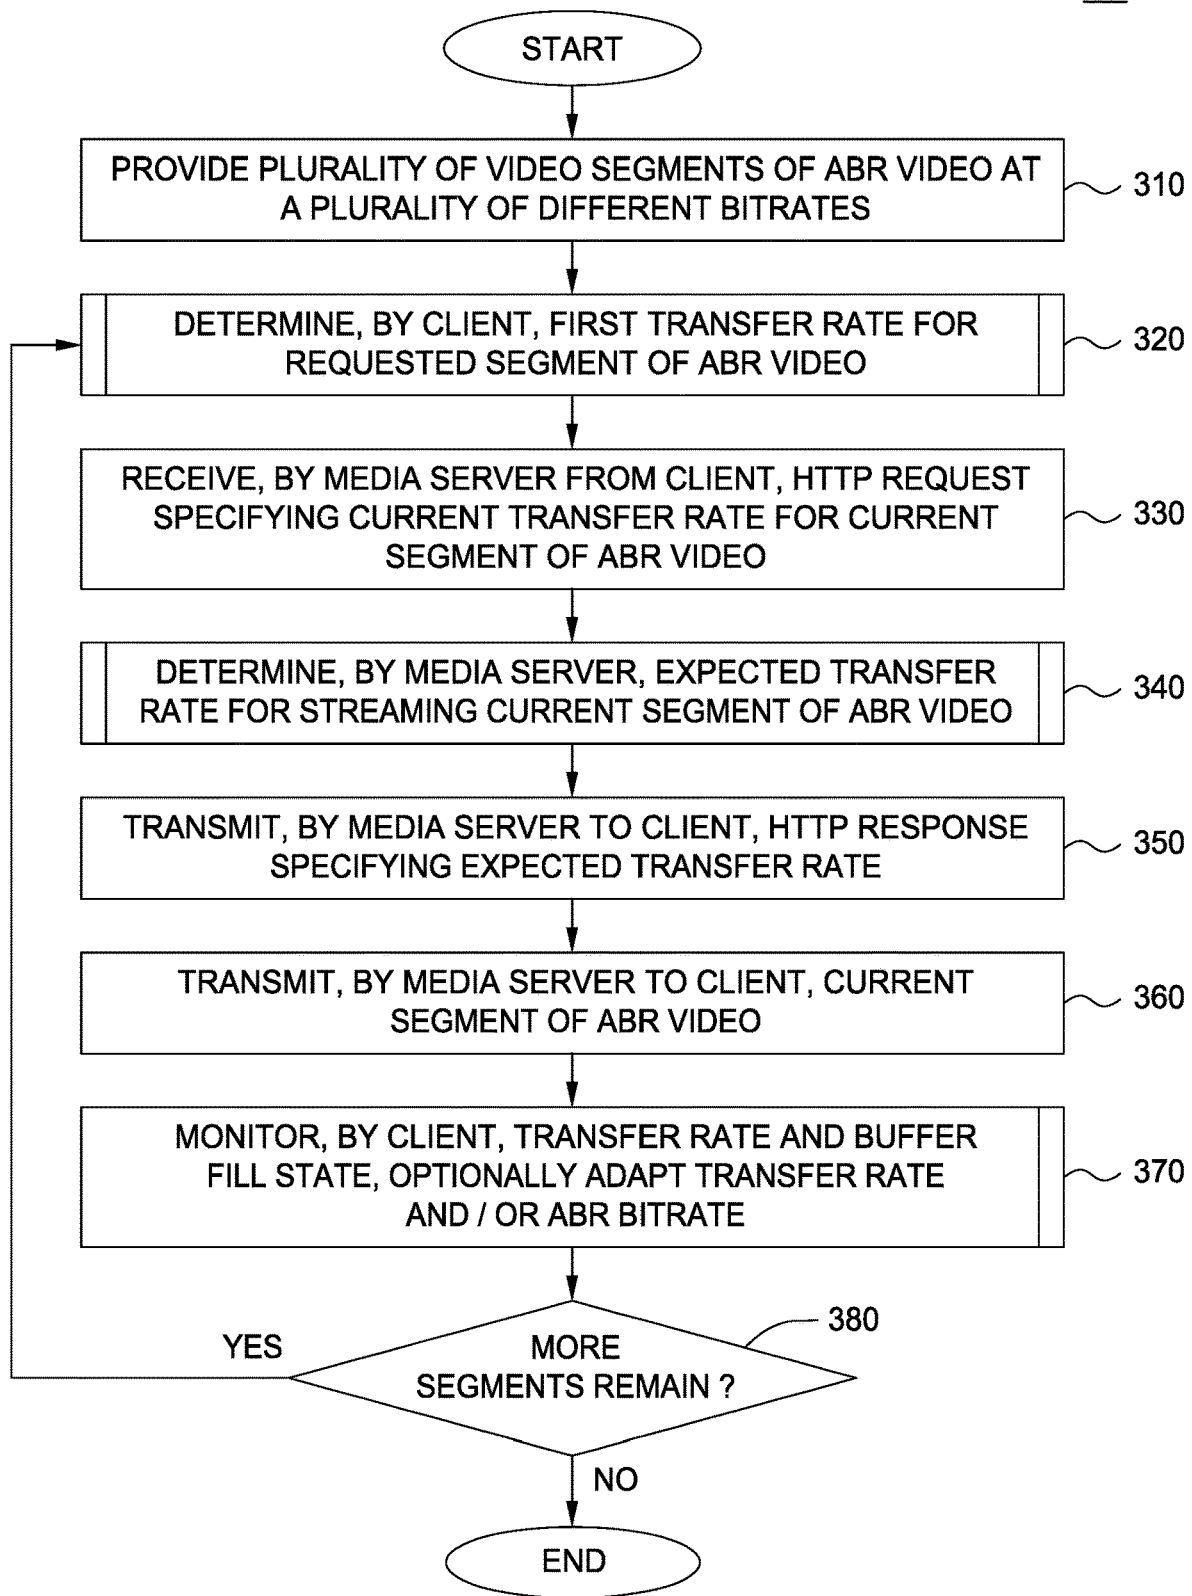 START
PROVIDE PLURALITY OF VIDEO SEGMENTS OF ABR VIDEO AT
A PLURALITY OF DIFFERENT BITRATES
310
DETERMINE, BY CLIENT, FIRST TRANSFER RATE FOR
REQUESTED SEGMENT OF ABR VIDEO
320
RECEIVE, BY MEDIA SERVER FROM CLIENT, HTTP REQUEST
SPECIFYING CURRENT TRANSFER RATE FOR CURRENT
SEGMENT OF ABR VIDEO
330
DETERMINE, BY MEDIA SERVER, EXPECTED TRANSFER
RATE FOR STREAMING CURRENT SEGMENT OF ABR VIDEO
340
TRANSMIT, BY MEDIA SERVER TO CLIENT, HTTP RESPONSE
SPECIFYING EXPECTED TRANSFER RATE
350
TRANSMIT, BY MEDIA SERVER TO CLIENT, CURRENT
SEGMENT OF ABR VIDEO
360
MONITOR, BY CLIENT, TRANSFER RATE AND BUFFER
FILL STATE, OPTIONALLY ADAPT TRANSFER RATE
AND / OR ABR BITRATE
370
380
YES
MORE
SEGMENTS REMAIN ?
NO
END